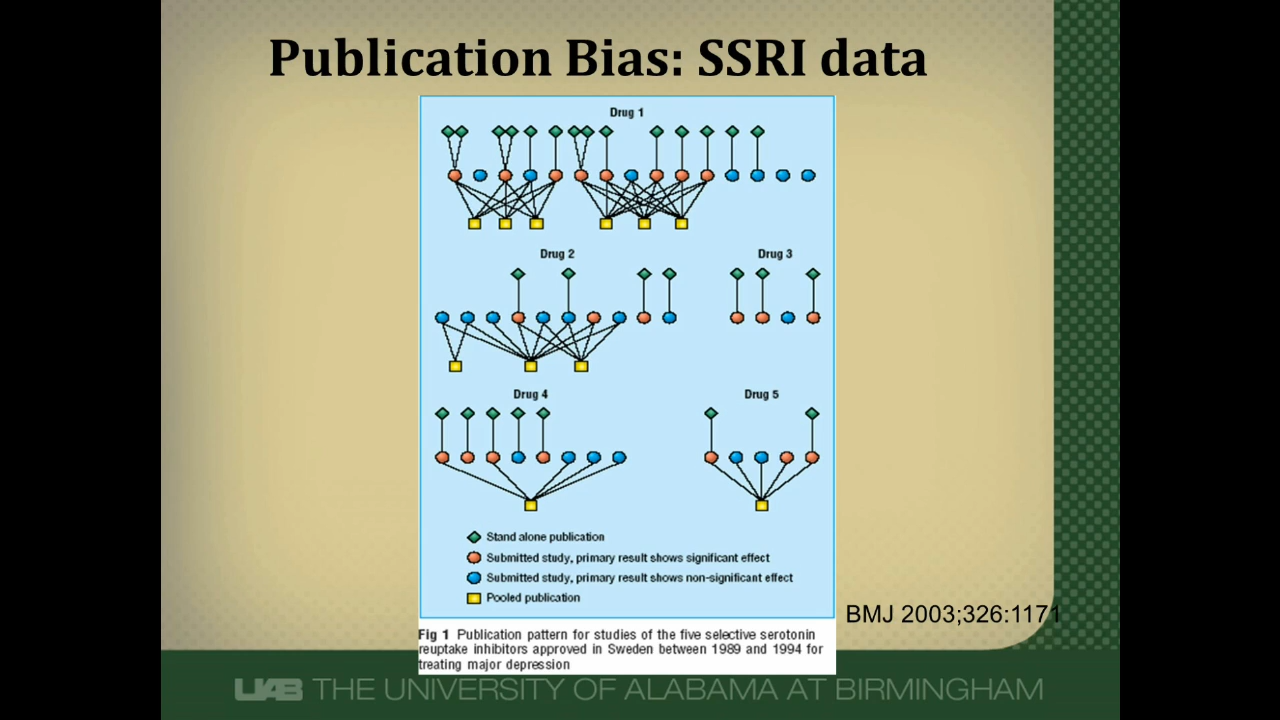 Publication Bias: SSRI data
Drug 1
Drug 2
Drug 3
Drug 4
Drug 5
Stand alone publication
Submitted study, primary result shows significant effect
Submitted study, primary result shows non-significant effect
Pooled publication
BMJ 2003;326:1171
Fig 1 Publication pattern for studies of the five selective serotonin
reuptake inhibitors approved in Sweden between 1989 and 1994 for
treating major depression
UAB THE UNIVERSITY OF ALABAMA AT BIRMINGHAM